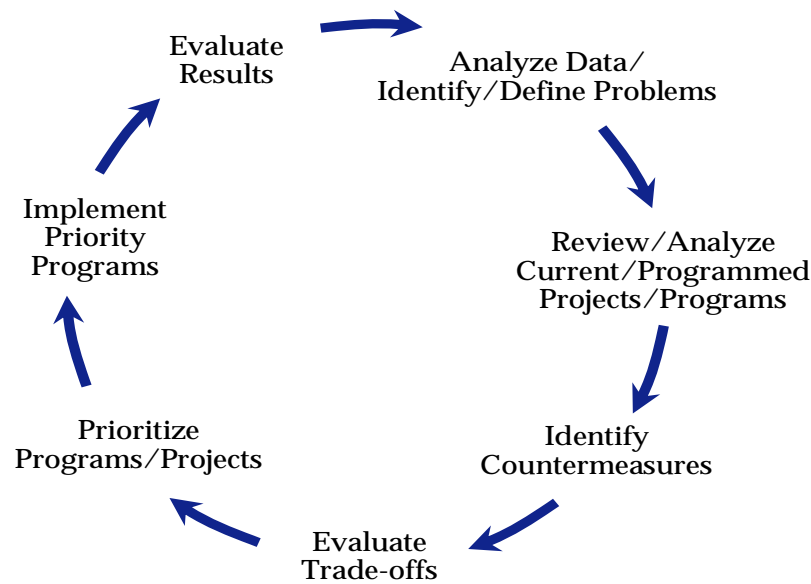 Evaluate
Results
Analyze Data/
Identify/Define Problems
Review/Analyze
Current/Programmed
Projects/Programs
Identify
Countermeasures
Evaluate
Trade-offs
Prioritize
Programs/Projects
Implement
Priority
Programs